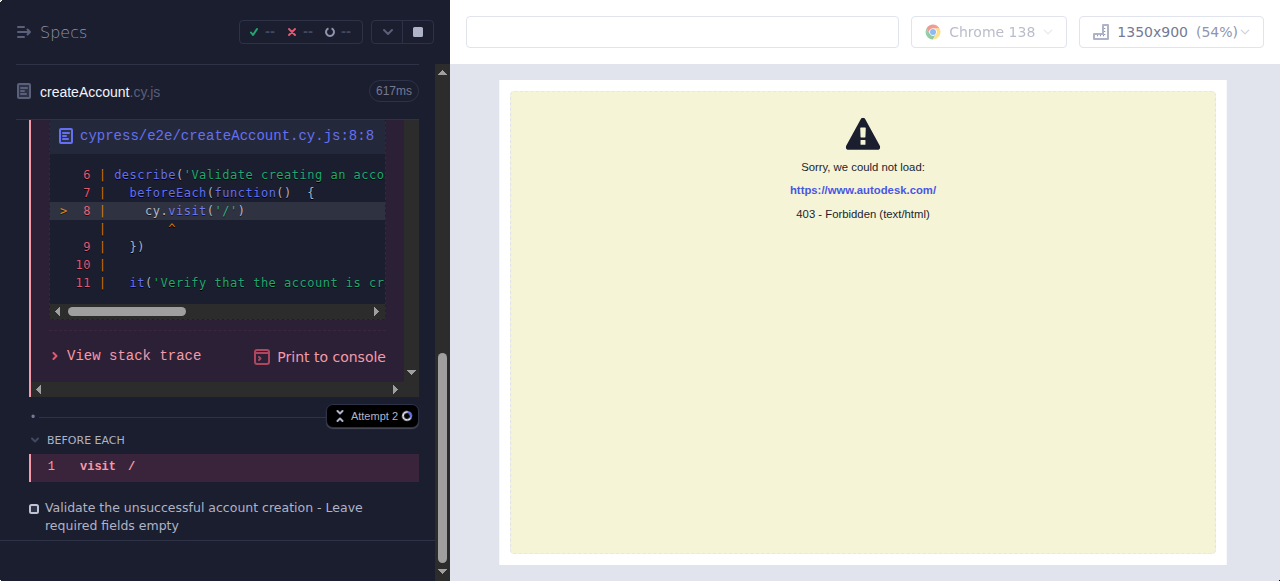 Specs
-- -- --
Chrome 138
1350x900 (54%)
createAccount.cy.js
617ms
cypress/e2e/createAccount.cy.js:8:8
6 | describe('Validate creating an acco
7 |   beforeEach(function()  {
> 8 |     cy.visit('/')
|        ^
9 |   })
10 |
11 |   it('Verify that the account is cr
View stack trace
Print to console
Attempt 2
BEFORE EACH
1 visit /
Validate the unsuccessful account creation - Leave
required fields empty
Sorry, we could not load:
https://www.autodesk.com/
403 - Forbidden (text/html)